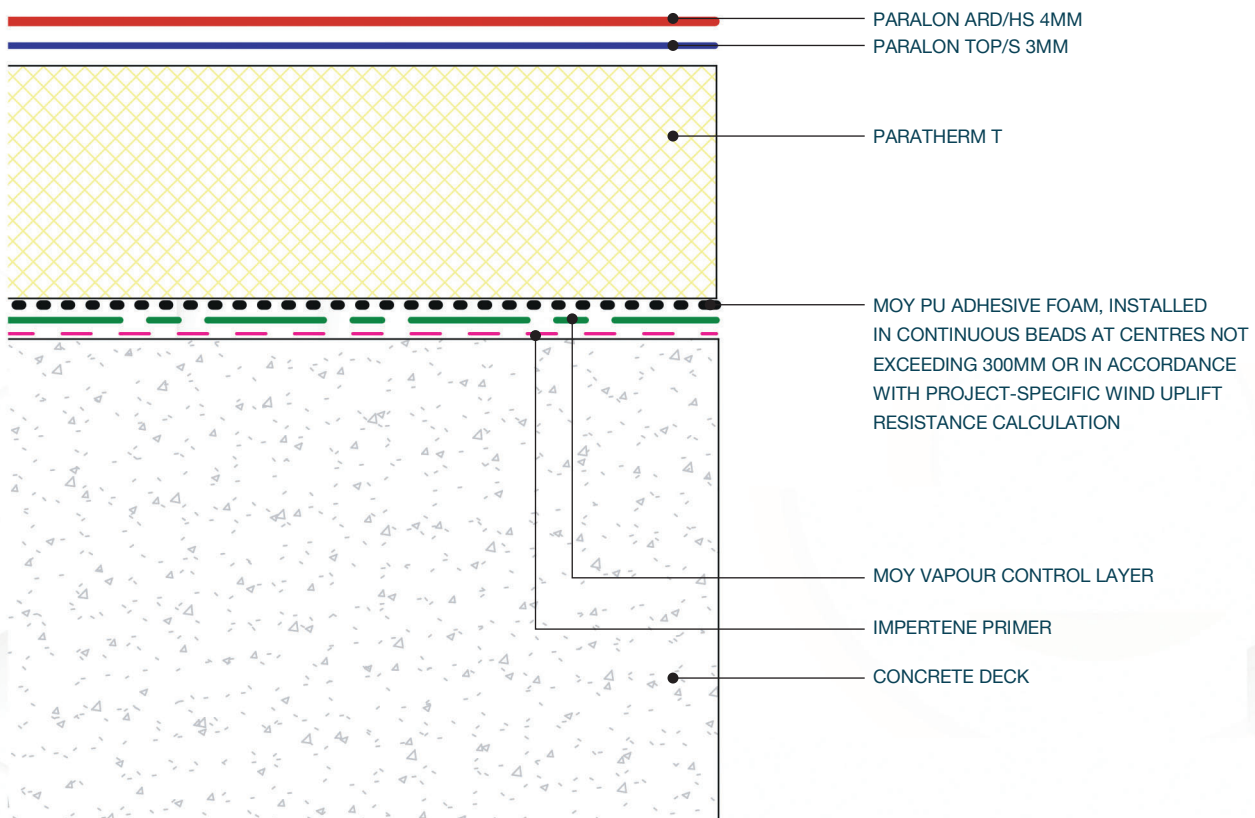 PARALON ARD/HS 4MM
PARALON TOP/S 3MM
PARATHERM T
MOY PU ADHESIVE FOAM, INSTALLED
IN CONTINUOUS BEADS AT CENTRES NOT
EXCEEDING 300MM OR IN ACCORDANCE
WITH PROJECT-SPECIFIC WIND UPLIFT
RESISTANCE CALCULATION
MOY VAPOUR CONTROL LAYER
IMPERTENE PRIMER
CONCRETE DECK